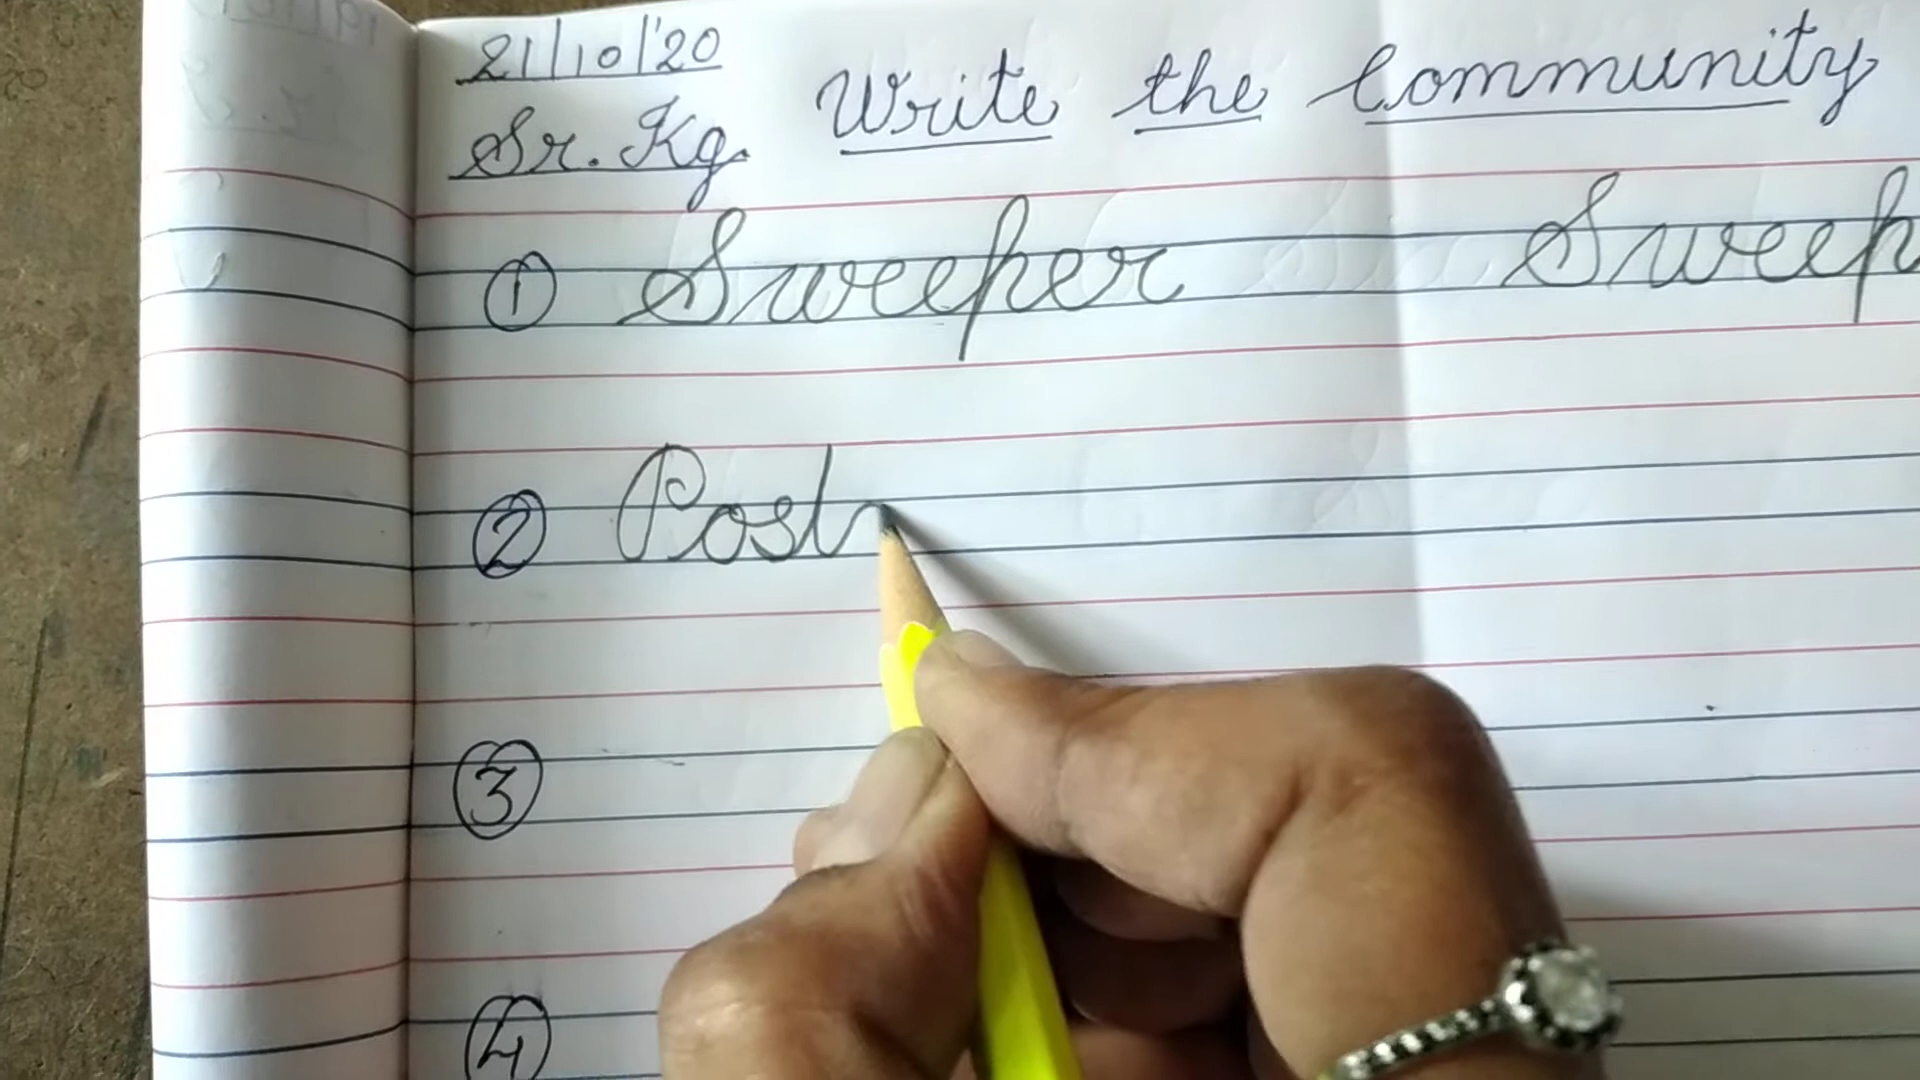 21/10/'20
Sr. Kg. Write the Community
① Sweeper Sweep
② Post
③
④